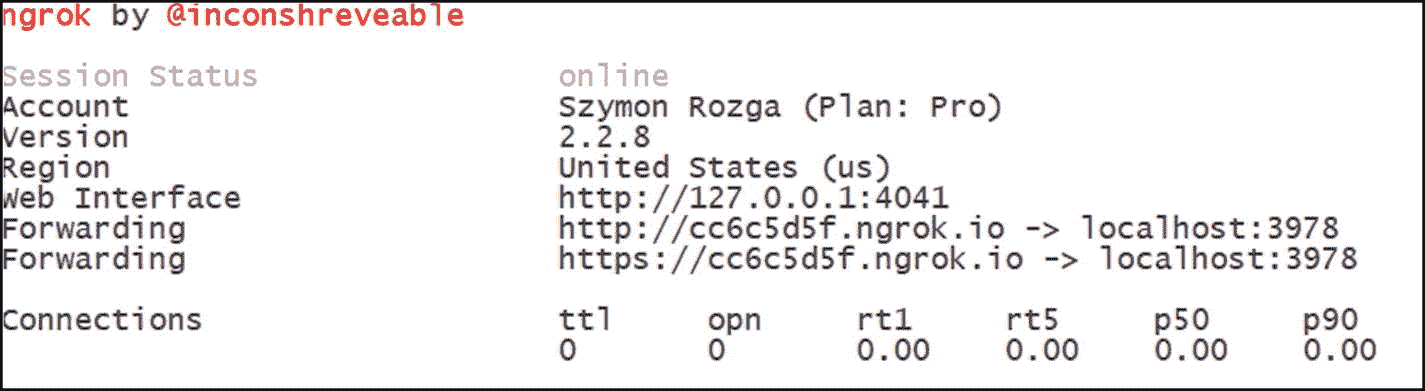 ngrok by @inconshreveable
Session Status online
Account Szymon Rozga (Plan: Pro)
Version 2.2.8
Region United States (us)
Web Interface http://127.0.0.1:4041
Forwarding http://cc6c5d5f.ngrok.io -> localhost:3978
Forwarding https://cc6c5d5f.ngrok.io -> localhost:3978
Connections ttl opn rt1 rt5 p50 p90
0 0 0.00 0.00 0.00 0.00